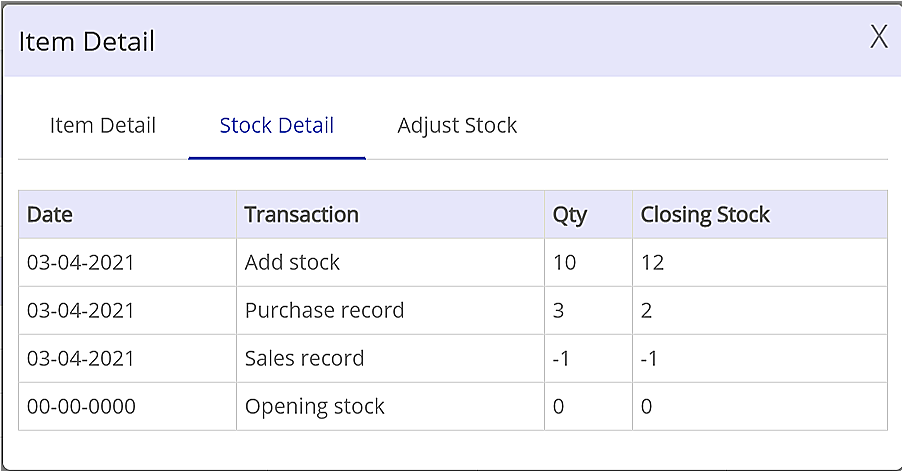 Item Detail X
Item Detail Stock Detail Adjust Stock
Date Transaction Qty Closing Stock
03-04-2021 Add stock 10 12
03-04-2021 Purchase record 3 2
03-04-2021 Sales record -1 -1
00-00-0000 Opening stock 0 0